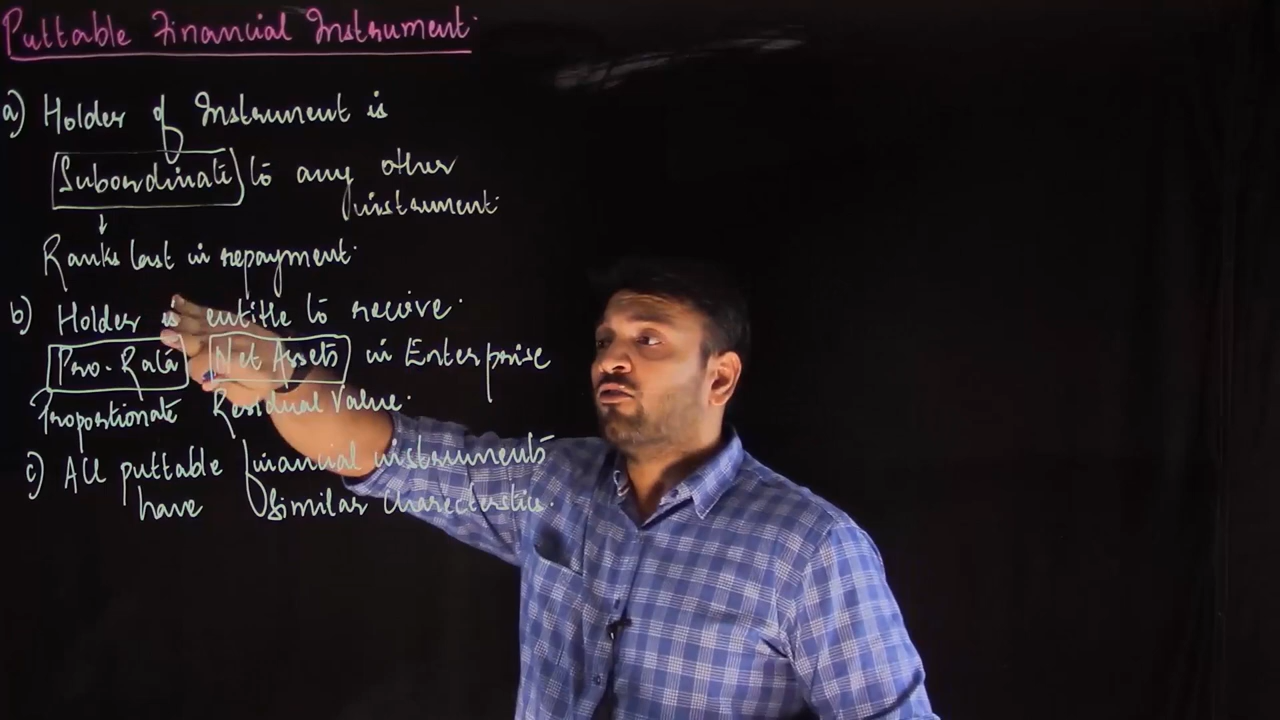 Puttable Financial Instrument.
a) Holder of Instrument is
Subordinate to any other
instrument.
Ranks last in repayment.
b) Holder is entitle to receive.
Pro-Rata Net Assets in Enterprise
Proportionate Residual Value.
c) All puttable financial instruments
have similar charecterstics.